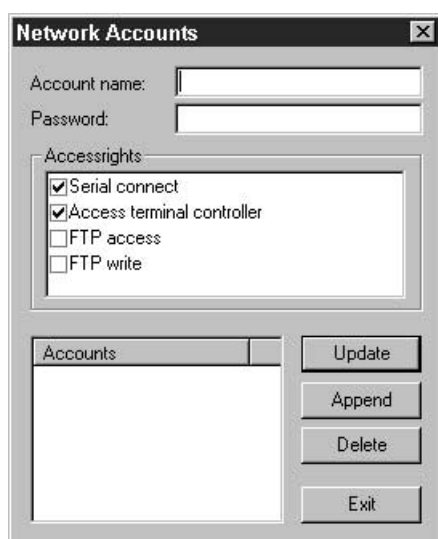 Network Accounts
Account name:
Password:
Accessrights
Serial connect
Access terminal controller
FTP access
FTP write
Accounts
Update
Append
Delete
Exit